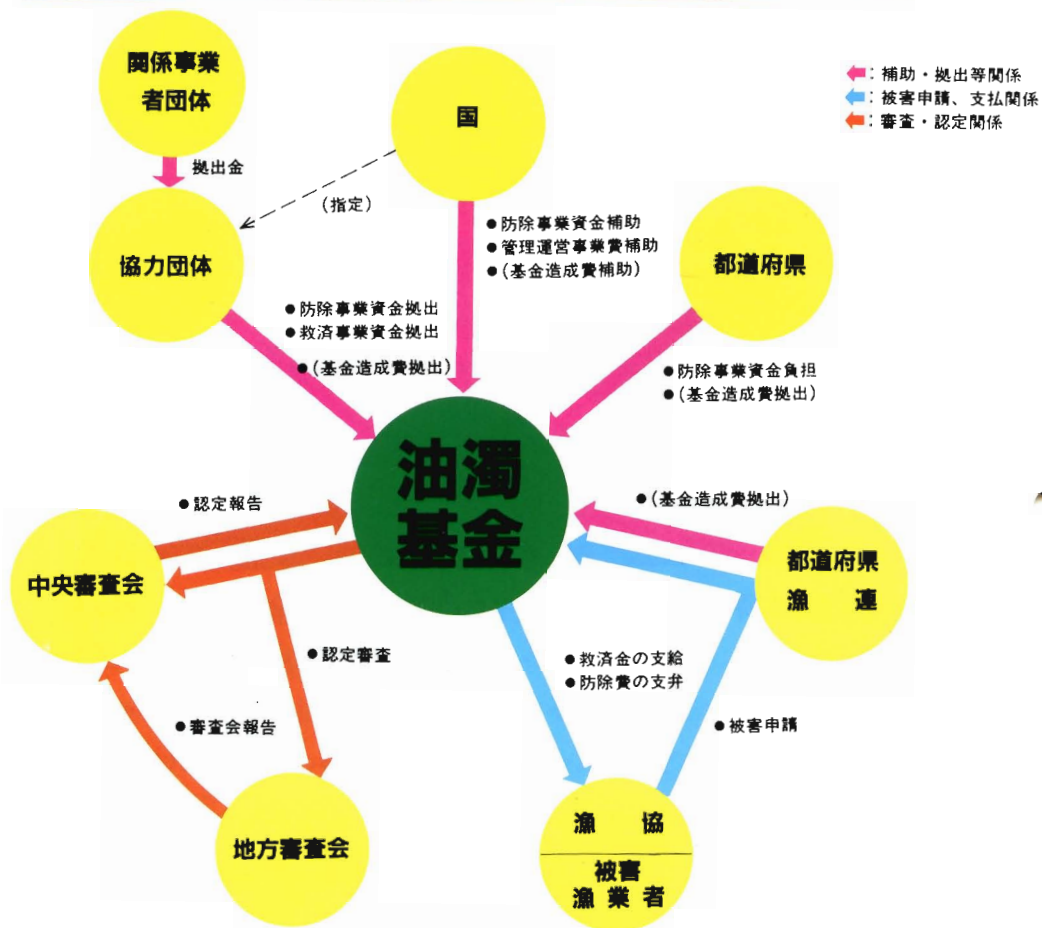 関係事業
者団体
国
←: 補助・拠出等関係
←: 被害申請、支払関係
←: 審査・認定関係
拠出金
(指定)
協力団体
●防除事業資金補助
●管理運営事業費補助
●(基金造成費補助)
都道府県
●防除事業資金拠出
●救済事業資金拠出
●(基金造成費拠出)
●防除事業資金負担
●(基金造成費拠出)
油濁
基金
●認定報告
●(基金造成費拠出)
中央審査会
都道府県
漁連
●認定審査
●救済金の支給
●防除費の支弁
●審査会報告
●被害申請
地方審査会
漁協
被害
漁業者